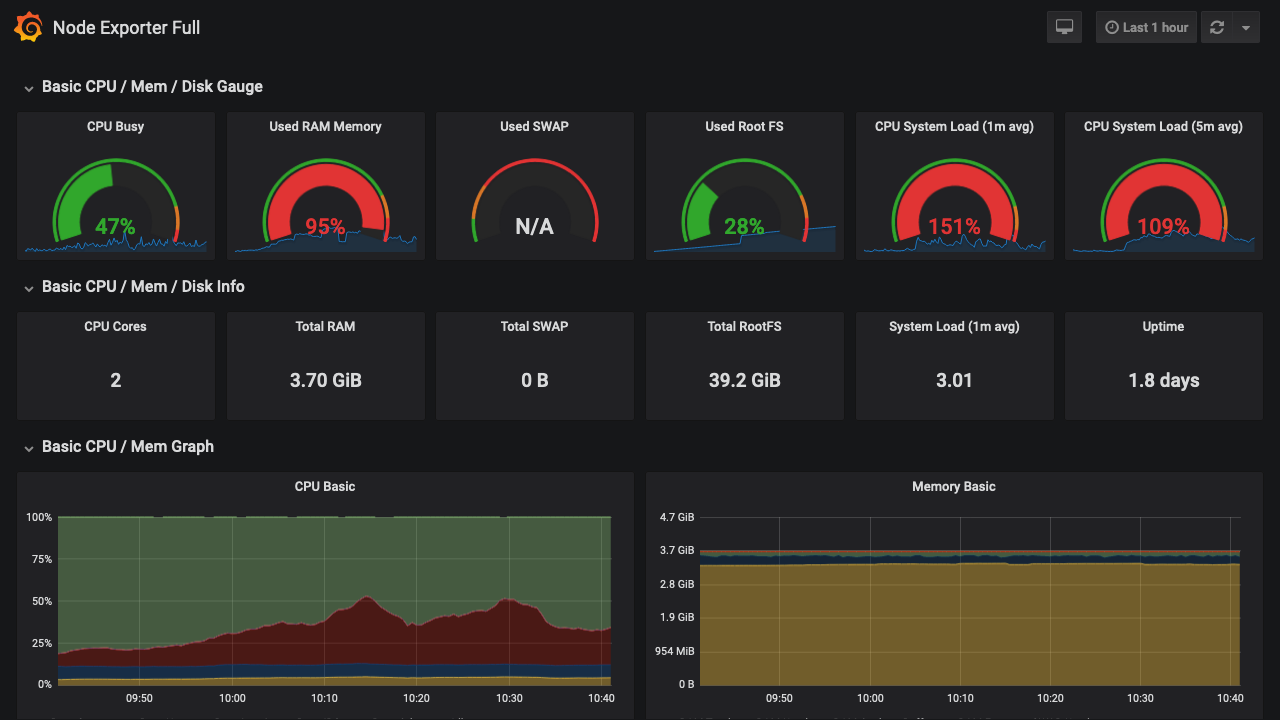 Node Exporter Full
Last 1 hour
Basic CPU / Mem / Disk Gauge
CPU Busy
Used RAM Memory
Used SWAP
Used Root FS
CPU System Load (1m avg)
CPU System Load (5m avg)
47%
95%
N/A
28%
151%
109%
Basic CPU / Mem / Disk Info
CPU Cores
Total RAM
Total SWAP
Total RootFS
System Load (1m avg)
Uptime
2
3.70 GiB
0 B
39.2 GiB
3.01
1.8 days
Basic CPU / Mem Graph
CPU Basic
100%
75%
50%
25%
0%
09:50 10:00 10:10 10:20 10:30 10:40
Memory Basic
4.7 GiB
3.7 GiB
2.8 GiB
1.9 GiB
954 MiB
0 B
09:50 10:00 10:10 10:20 10:30 10:40